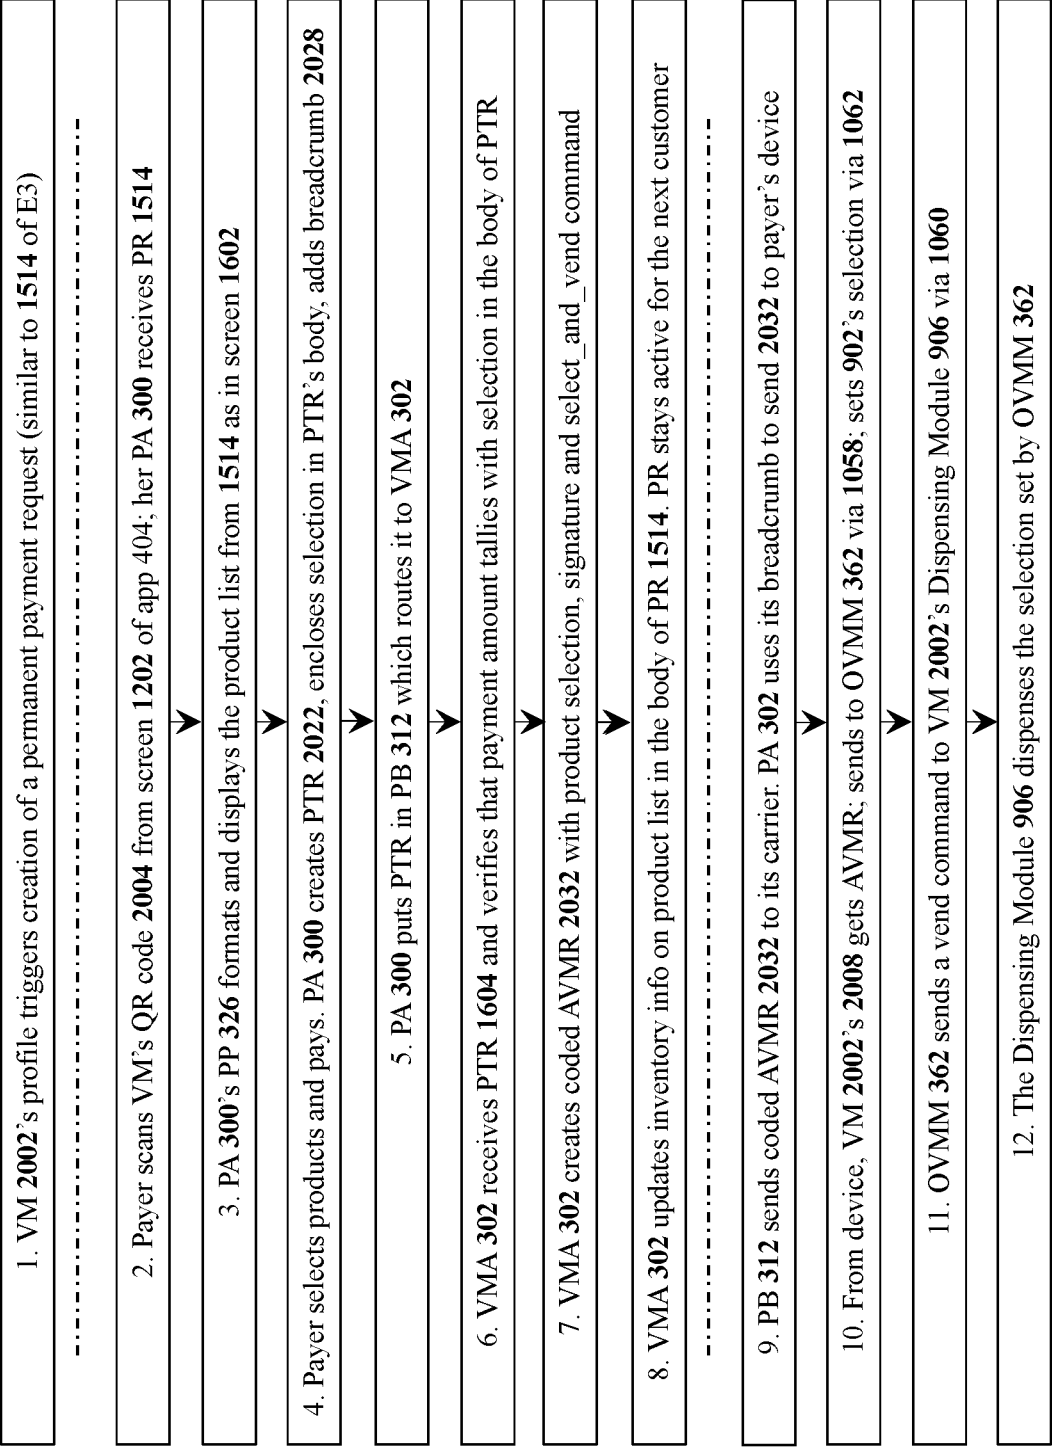 1. VM 2002's profile triggers creation of a permanent payment request (similar to 1514 of E3)
2. Payer scans VM's QR code 2004 from screen 1202 of app 404; her PA 300 receives PR 1514
3. PA 300's PP 326 formats and displays the product list from 1514 as in screen 1602
4. Payer selects products and pays. PA 300 creates PTR 2022, encloses selection in PTR's body, adds breadcrumb 2028
5. PA 300 puts PTR in PB 312 which routes it to VMA 302
6. VMA 302 receives PTR 1604 and verifies that payment amount tallies with selection in the body of PTR
7. VMA 302 creates coded AVMR 2032 with product selection, signature and select_and_vend command
8. VMA 302 updates inventory info on product list in the body of PR 1514. PR stays active for the next customer
9. PB 312 sends coded AVMR 2032 to its carrier. PA 302 uses its breadcrumb to send 2032 to payer's device
10. From device, VM 2002's 2008 gets AVMR; sends to OVMM 362 via 1058; sets 902's selection via 1062
11. OVMM 362 sends a vend command to VM 2002's Dispensing Module 906 via 1060
12. The Dispensing Module 906 dispenses the selection set by OVMM 362